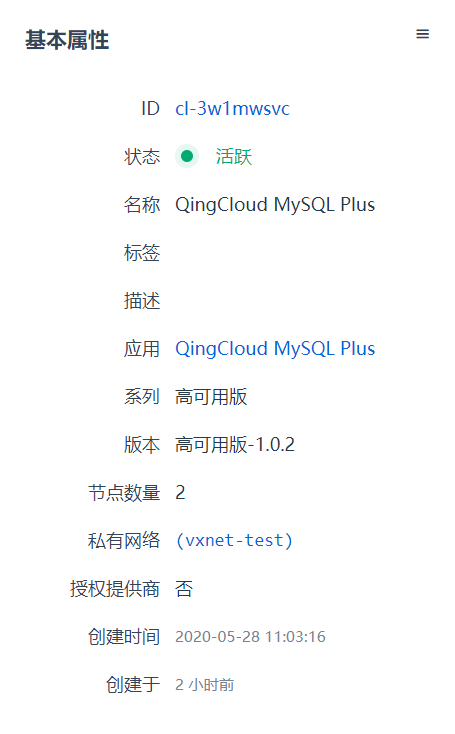 基本属性
ID cl-3w1mwsvc
状态 活跃
名称 QingCloud MySQL Plus
标签
描述
应用 QingCloud MySQL Plus
系列 高可用版
版本 高可用版-1.0.2
节点数量 2
私有网络 (vxnet-test)
授权提供商 否
创建时间 2020-05-28 11:03:16
创建于 2 小时前